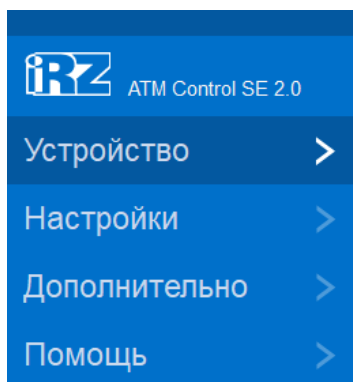 iRZ ATM Control SE 2.0
Устройство
Настройки
Дополнительно
Помощь